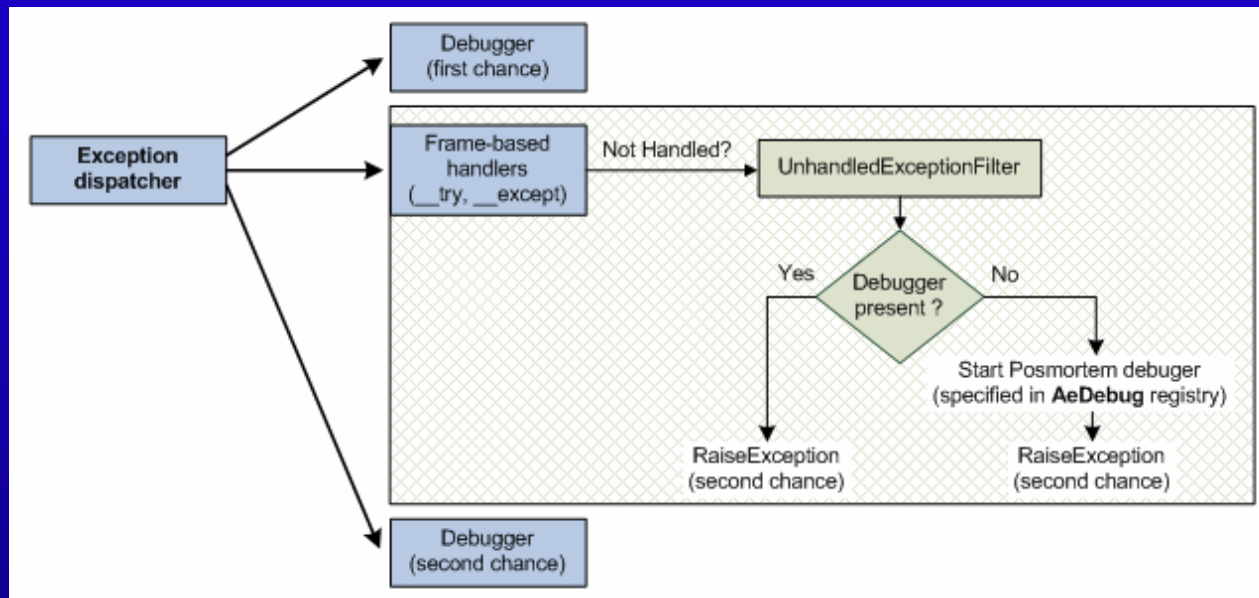 Debugger
(first chance)
Exception
dispatcher
Frame-based
handlers
(__try, __except)
Not Handled?
UnhandledExceptionFilter
Yes
Debugger
present ?
No
Start Posmortem debuger
(specified in AeDebug registry)
RaiseException
(second chance)
RaiseException
(second chance)
Debugger
(second chance)